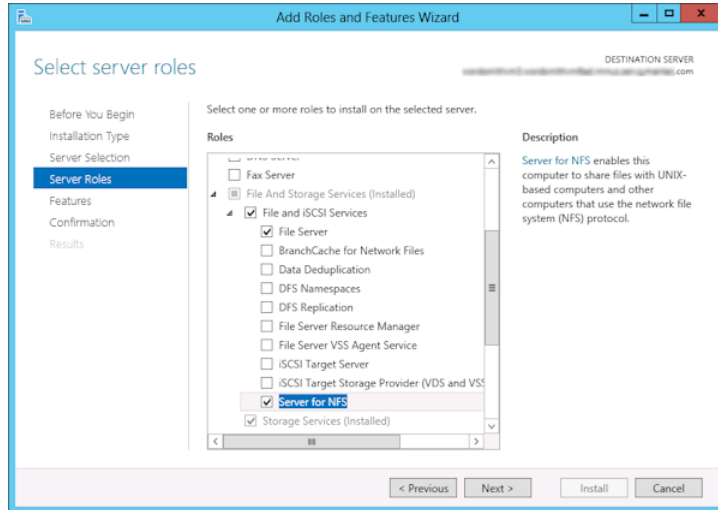 Add Roles and Features Wizard
Select server roles
DESTINATION SERVER
.com
Before You Begin
Installation Type
Server Selection
Server Roles
Features
Confirmation
Results
Select one or more roles to install on the selected server.
Roles
Fax Server
File And Storage Services (Installed)
File and iSCSI Services
File Server
BranchCache for Network Files
Data Deduplication
DFS Namespaces
DFS Replication
File Server Resource Manager
File Server VSS Agent Service
iSCSI Target Server
iSCSI Target Storage Provider (VDS and VSS
Server for NFS
Storage Services (Installed)
Description
Server for NFS enables this
computer to share files with UNIX-
based computers and other
computers that use the network file
system (NFS) protocol.
< Previous
Next >
Install
Cancel